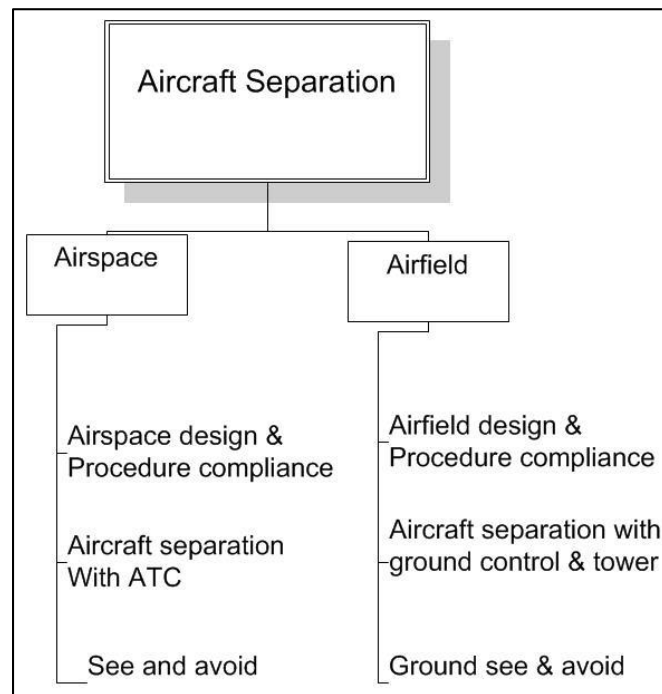 Aircraft Separation
Airspace
Airspace design &
Procedure compliance
Aircraft separation
With ATC
See and avoid
Airfield
Airfield design &
Procedure compliance
Aircraft separation with
ground control & tower
Ground see & avoid